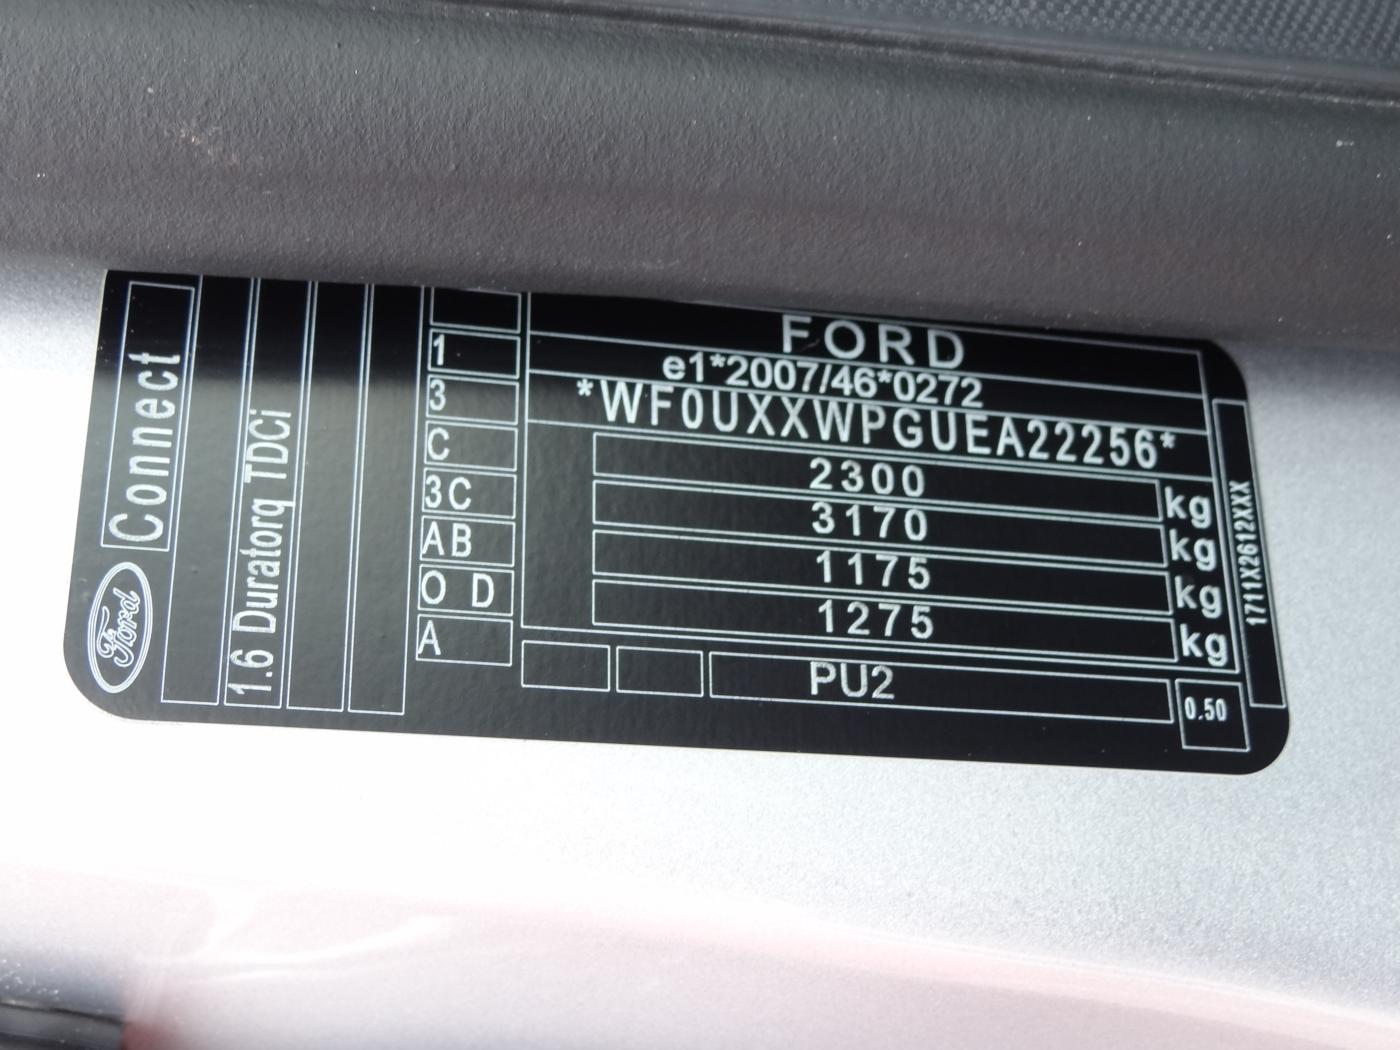 FORD
e1*2007/46*0272
*WF0UXXWPGUEA22256*
2300 kg
3170 kg
1175 kg
1275 kg
PU2
0.50
1711X2612XXX
1
3
C
3C
AB
O D
A
Connect
1.6 Duratorq TDCi
Ford